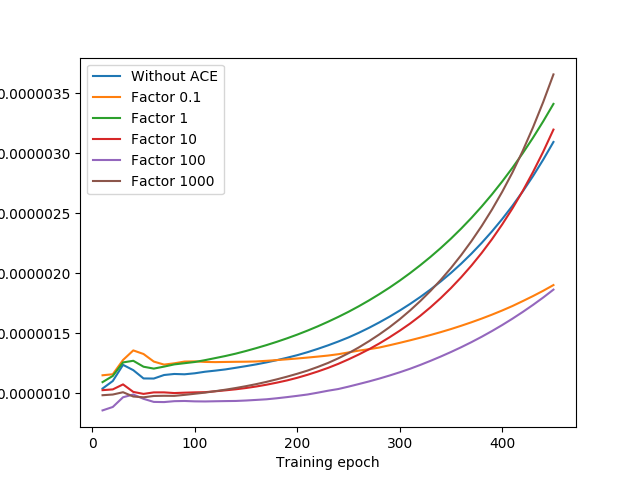 Without ACE
Factor 0.1
Factor 1
Factor 10
Factor 100
Factor 1000
0.0000035
0.0000030
0.0000025
0.0000020
0.0000015
0.0000010
0 100 200 300 400
Training epoch